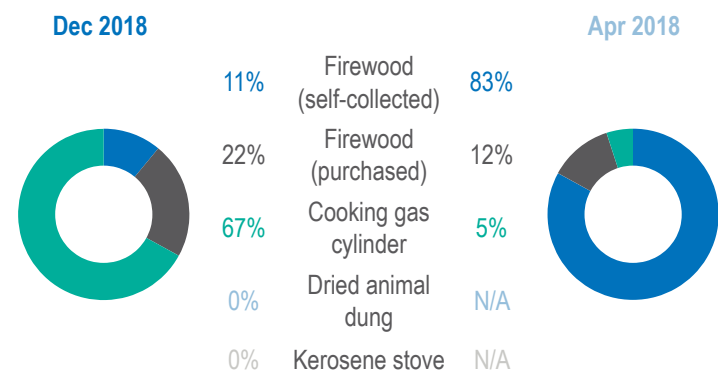 Dec 2018
Apr 2018
11%
Firewood
(self-collected)
83%
22%
Firewood
(purchased)
12%
67%
Cooking gas
cylinder
5%
0%
Dried animal
dung
N/A
0%
Kerosene stove
N/A